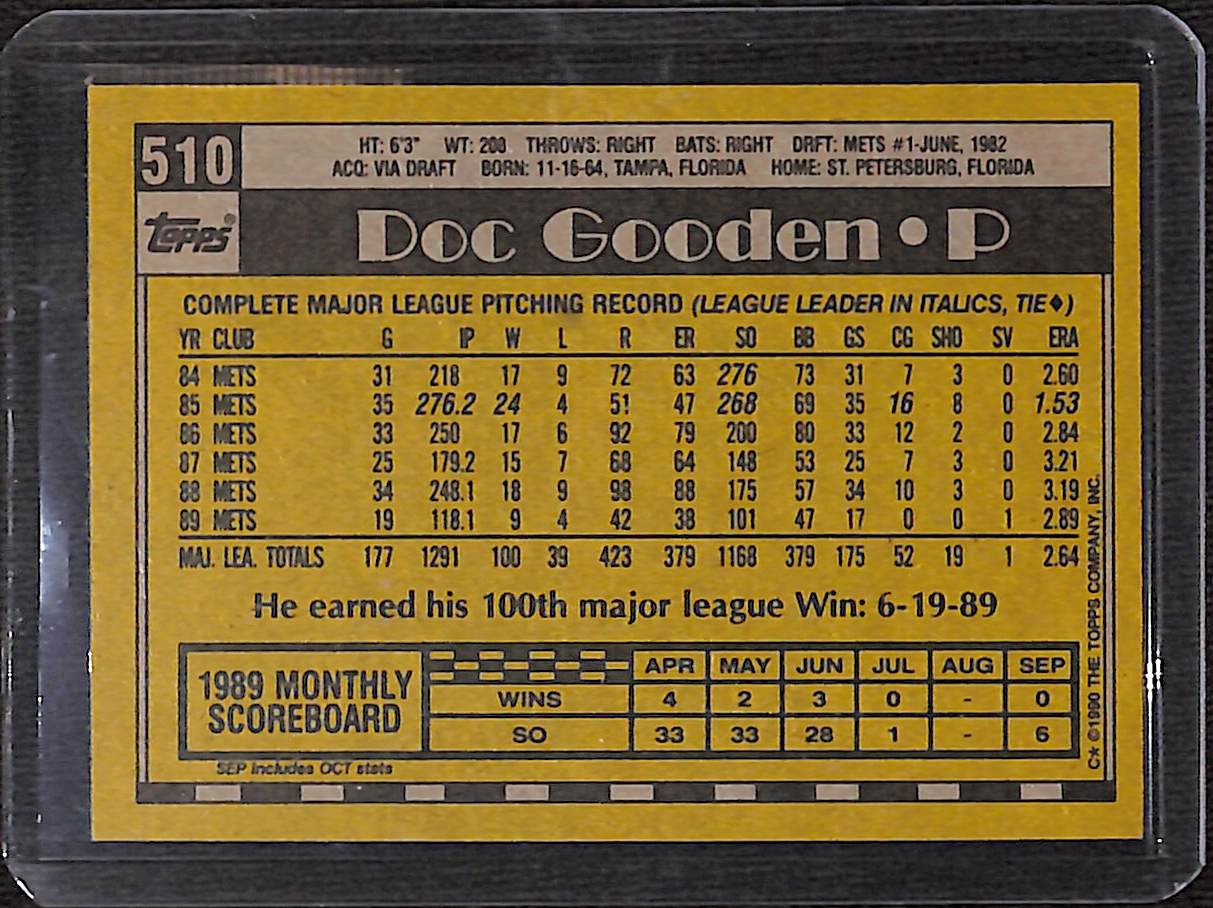 510
HT: 6'3" WT: 200 THROWS: RIGHT BATS: RIGHT DRFT: METS #1-JUNE, 1982
ACQ: VIA DRAFT BORN: 11-16-64, TAMPA, FLORIDA HOME: ST. PETERSBURG, FLORIDA
TOPPS®
Doc Gooden • P
COMPLETE MAJOR LEAGUE PITCHING RECORD (LEAGUE LEADER IN ITALICS, TIE♦)
YR CLUB G IP W L R ER SO BB GS CG SHO SV ERA
84 METS 31 218 17 9 72 63 276 73 31 7 3 0 2.60
85 METS 35 276.2 24 4 51 47 268 69 35 16 8 0 1.53
86 METS 33 250 17 6 92 79 200 80 33 12 2 0 2.84
87 METS 25 179.2 15 7 68 64 148 53 25 7 3 0 3.21
88 METS 34 248.1 18 9 98 88 175 57 34 10 3 0 3.19
89 METS 19 118.1 9 4 42 38 101 47 17 0 0 1 2.89
MAJ. LEA. TOTALS 177 1291 100 39 423 379 1168 379 175 52 19 1 2.64
He earned his 100th major league Win: 6-19-89
1989 MONTHLY
SCOREBOARD
APR MAY JUN JUL AUG SEP
WINS 4 2 3 0 - 0
SO 33 33 28 1 - 6
SEP includes OCT stats
C* ©1990 THE TOPPS COMPANY, INC.